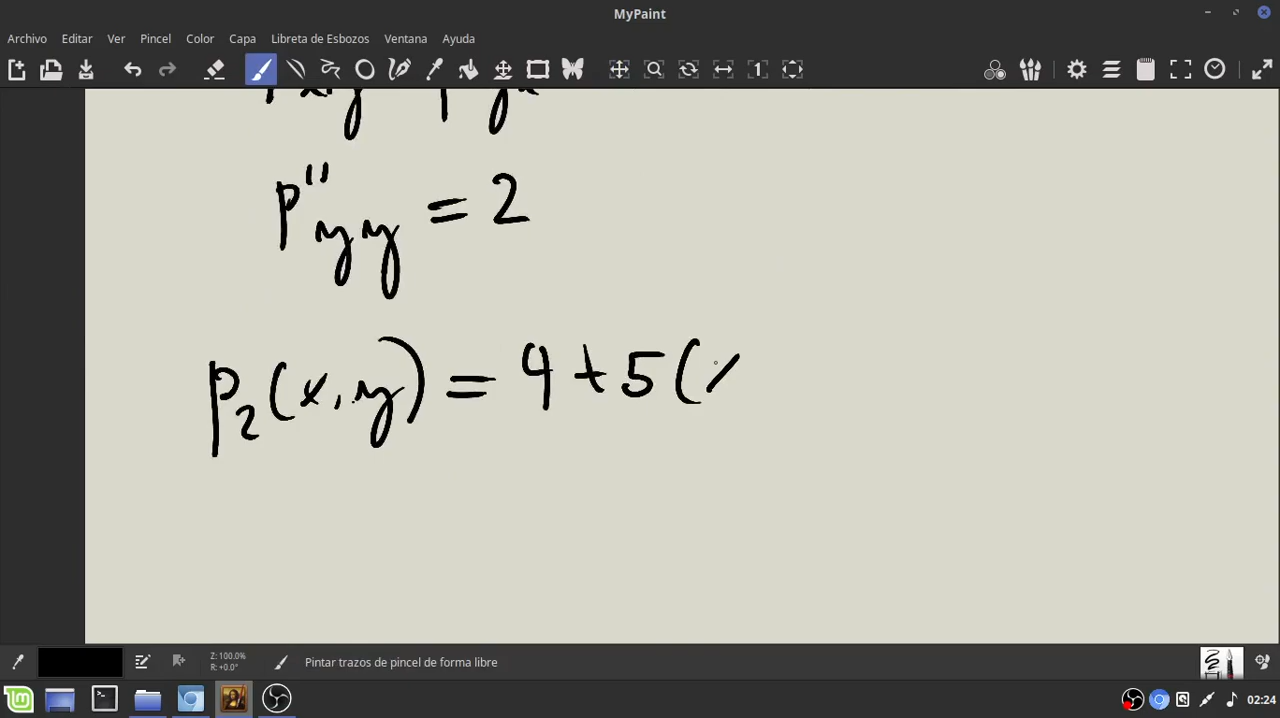 MyPaint
Archivo Editar Ver Pincel Color Capa Libreta de Esbozos Ventana Ayuda
p''yy = 2
p2(x,y) = 9 + 5(
Z: 100.0%
R: +0.0°
Pintar trazos de pincel de forma libre
02:24